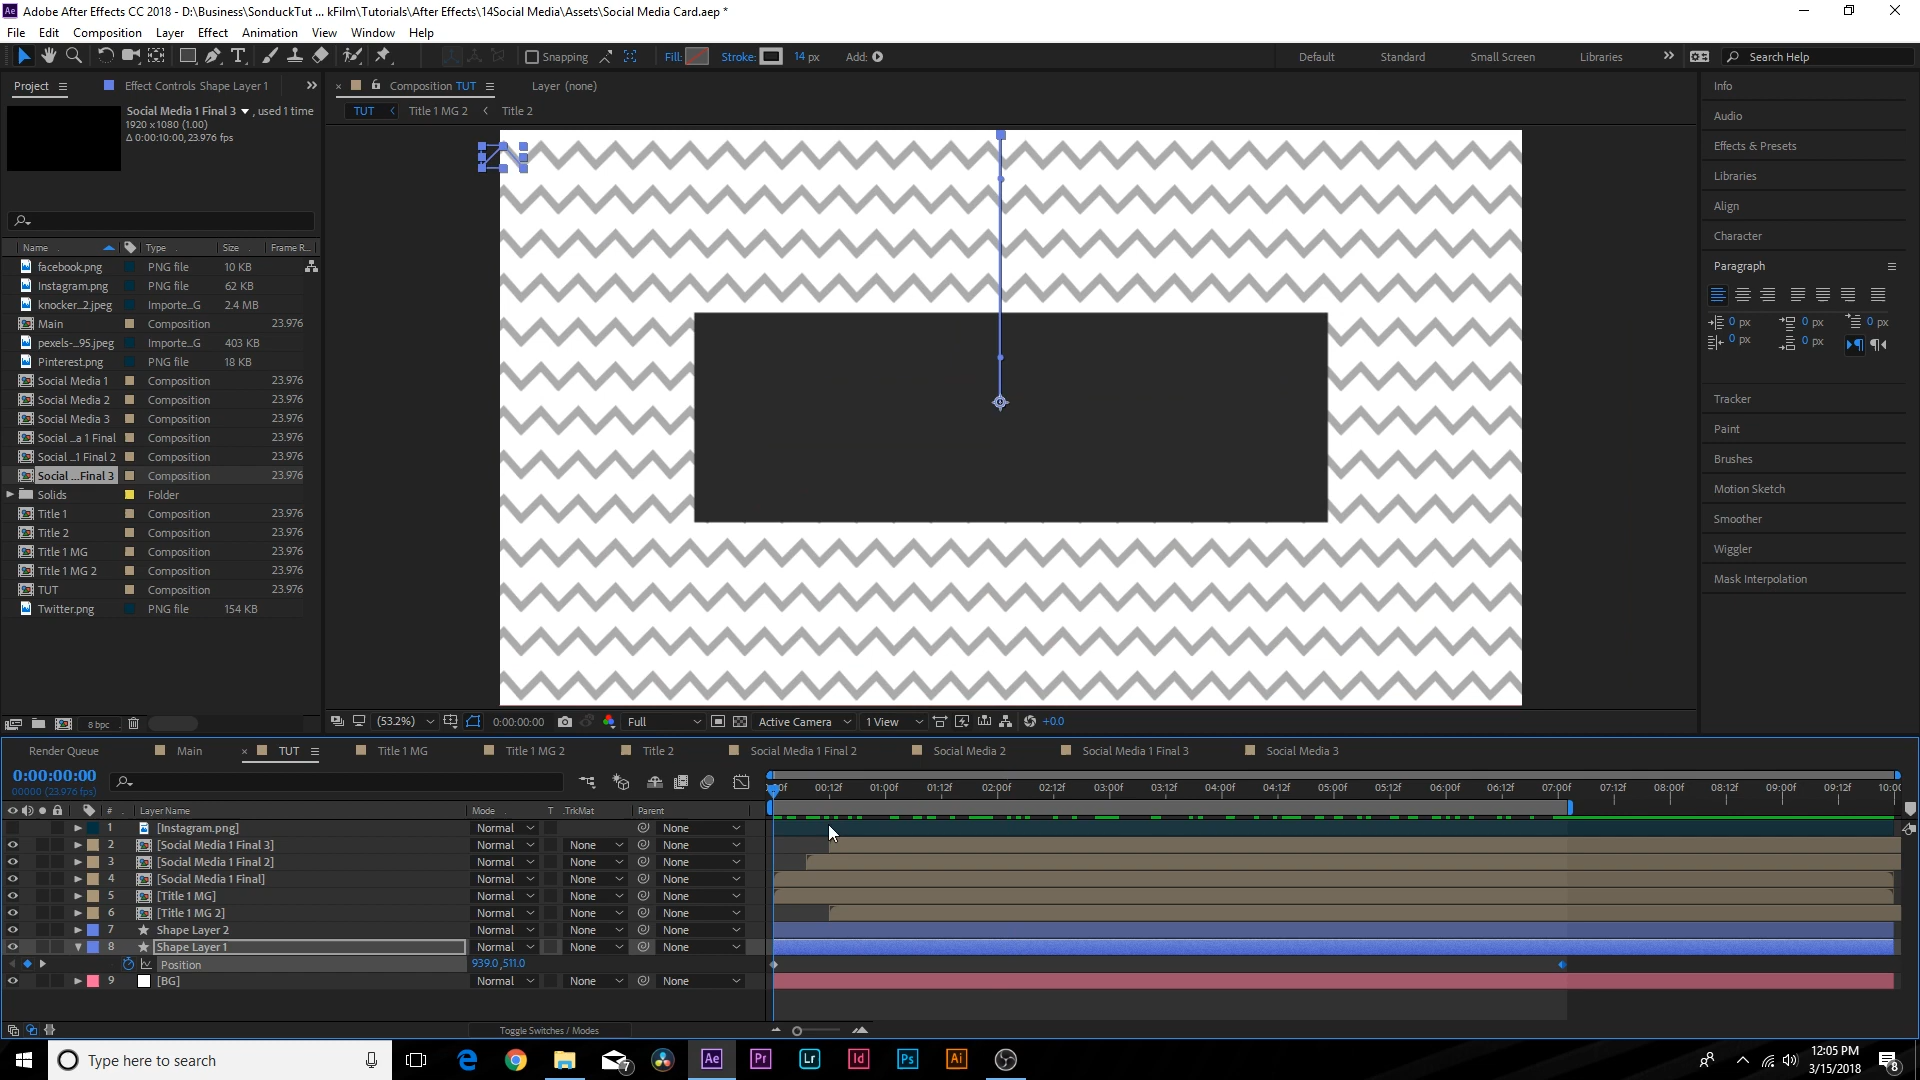 Adobe After Effects CC 2018 - D:\Business\SonduckTut ... kFilm\Tutorials\After Effects\14Social Media\Assets\Social Media Card.aep *
File Edit Composition Layer Effect Animation View Window Help
Snapping Fill: Stroke: 14 px Add: Default Standard Small Screen Libraries Search Help
Project Effect Controls Shape Layer 1
Composition TUT Layer (none)
TUT Title 1 MG 2 Title 2
Social Media 1 Final 3 , used 1 time
1920 x 1080 (1.00)
Δ 0:00:10:00, 23.976 fps
Name Type Size Frame R...
facebook.png PNG file 10 KB
Instagram.png PNG file 62 KB
knocker_2.jpeg Importe...G 2.4 MB
Main Composition 23.976
pexels-...95.jpeg Importe...G 403 KB
Pinterest.png PNG file 18 KB
Social Media 1 Composition 23.976
Social Media 2 Composition 23.976
Social Media 3 Composition 23.976
Social ...a 1 Final Composition 23.976
Social ...1 Final 2 Composition 23.976
Social ...Final 3 Composition 23.976
Solids Folder
Title 1 Composition 23.976
Title 2 Composition 23.976
Title 1 MG Composition 23.976
Title 1 MG 2 Composition 23.976
TUT Composition 23.976
Twitter.png PNG file 154 KB
8 bpc
(53.2%) 0:00:00:00 Full Active Camera 1 View +0.0
Info
Audio
Effects & Presets
Libraries
Align
Character
Paragraph
0 px 0 px 0 px
0 px 0 px
Tracker
Paint
Brushes
Motion Sketch
Smoother
Wiggler
Mask Interpolation
Render Queue Main TUT Title 1 MG Title 1 MG 2 Title 2 Social Media 1 Final 2 Social Media 2 Social Media 1 Final 3 Social Media 3
0:00:00:00
00000 (23.976 fps)
00:12f 01:00f 01:12f 02:00f 02:12f 03:00f 03:12f 04:00f 04:12f 05:00f 05:12f 06:00f 06:12f 07:00f 07:12f 08:00f 08:12f 09:00f 09:12f 10:00
# Layer Name Mode T .TrkMat Parent
1 [Instagram.png] Normal None
2 [Social Media 1 Final 3] Normal None None
3 [Social Media 1 Final 2] Normal None None
4 [Social Media 1 Final] Normal None None
5 [Title 1 MG] Normal None None
6 [Title 1 MG 2] Normal None None
7 Shape Layer 2 Normal None None
8 Shape Layer 1 Normal None None
Position 939.0,511.0
9 [BG] Normal None None
Toggle Switches / Modes
Type here to search
Ae Pr Lr Id Ps Ai
7
12:05 PM
3/15/2018
8